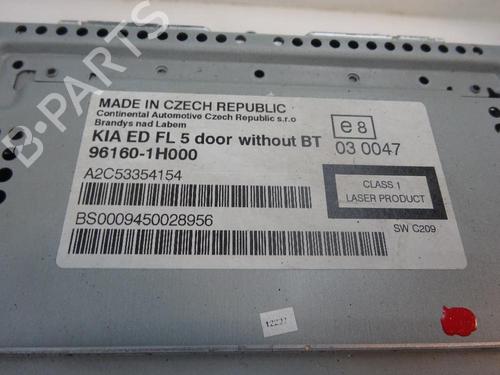 B-PARTS
MADE IN CZECH REPUBLIC
Continental Automotive Czech Republic s.r.o
Brandys nad Labem
KIA ED FL 5 door without BT
96160-1H000
A2C53354154
BS0009450028956
e8
03 0047
CLASS 1
LASER PRODUCT
SW C209